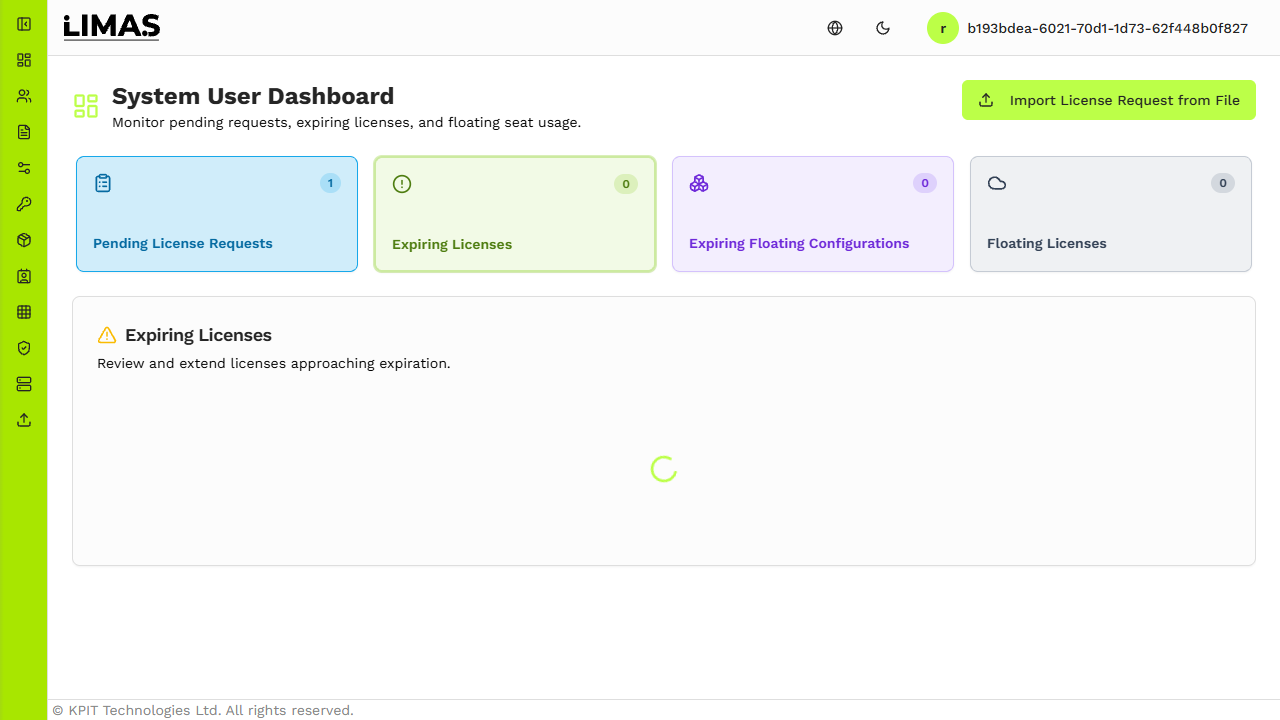 LIMAS
r
b193bdea-6021-70d1-1d73-62f448b0f827
System User Dashboard
Monitor pending requests, expiring licenses, and floating seat usage.
Import License Request from File
1
Pending License Requests
0
Expiring Licenses
0
Expiring Floating Configurations
0
Floating Licenses
Expiring Licenses
Review and extend licenses approaching expiration.
© KPIT Technologies Ltd. All rights reserved.